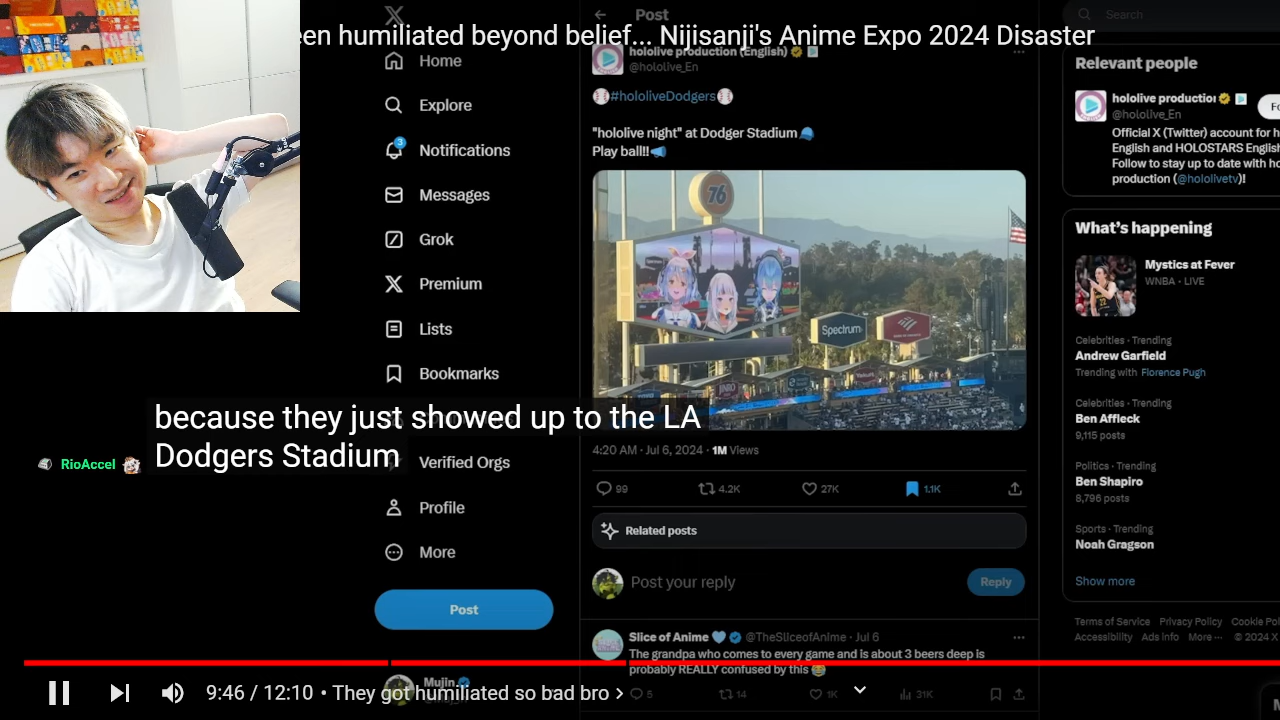 een humiliated beyond belief... Nijisanji's Anime Expo 2024 Disaster
Post
Search
Home
Explore
3
Notifications
Messages
Grok
Premium
Lists
Bookmarks
Verified Orgs
Profile
More
Post
Mujin
hololive production (English)
@hololive_En
#hololiveDodgers
"hololive night" at Dodger Stadium
Play ball!!
76
Spectrum
4:20 AM · Jul 6, 2024 · 1M Views
99
4.2K
27K
1.1K
Related posts
Post your reply
Reply
Slice of Anime @TheSliceofAnime · Jul 6
The grandpa who comes to every game and is about 3 beers deep is
probably REALLY confused by this
5
14
1K
31K
Relevant people
hololive production
@hololive_En
Fo
Official X (Twitter) account for h
English and HOLOSTARS English
Follow to stay up to date with ho
production (@hololivetv)!
What's happening
Mystics at Fever
WNBA · LIVE
Celebrities · Trending
Andrew Garfield
Trending with Florence Pugh
Celebrities · Trending
Ben Affleck
9,115 posts
Politics · Trending
Ben Shapiro
8,796 posts
Sports · Trending
Noah Gragson
Show more
Terms of Service Privacy Policy Cookie Pol
Accessibility Ads info More ··· © 2024 X
because they just showed up to the LA
Dodgers Stadium
RioAccel
9:46 / 12:10 • They got humiliated so bad bro